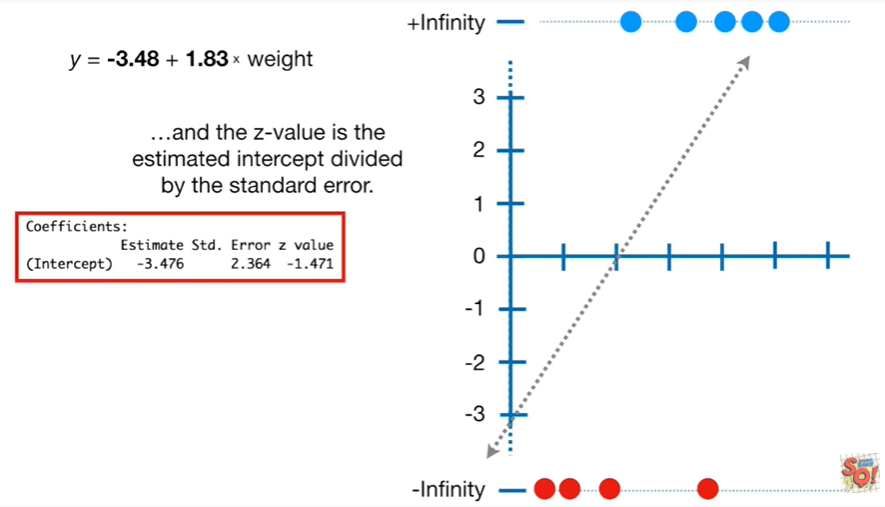 +Infinity
y = -3.48 + 1.83 × weight
3
…and the z-value is the
estimated intercept divided
by the standard error.
2
1
Coefficients:
Estimate Std. Error z value
(Intercept) -3.476 2.364 -1.471
0
-1
-2
-3
-Infinity
SQ!